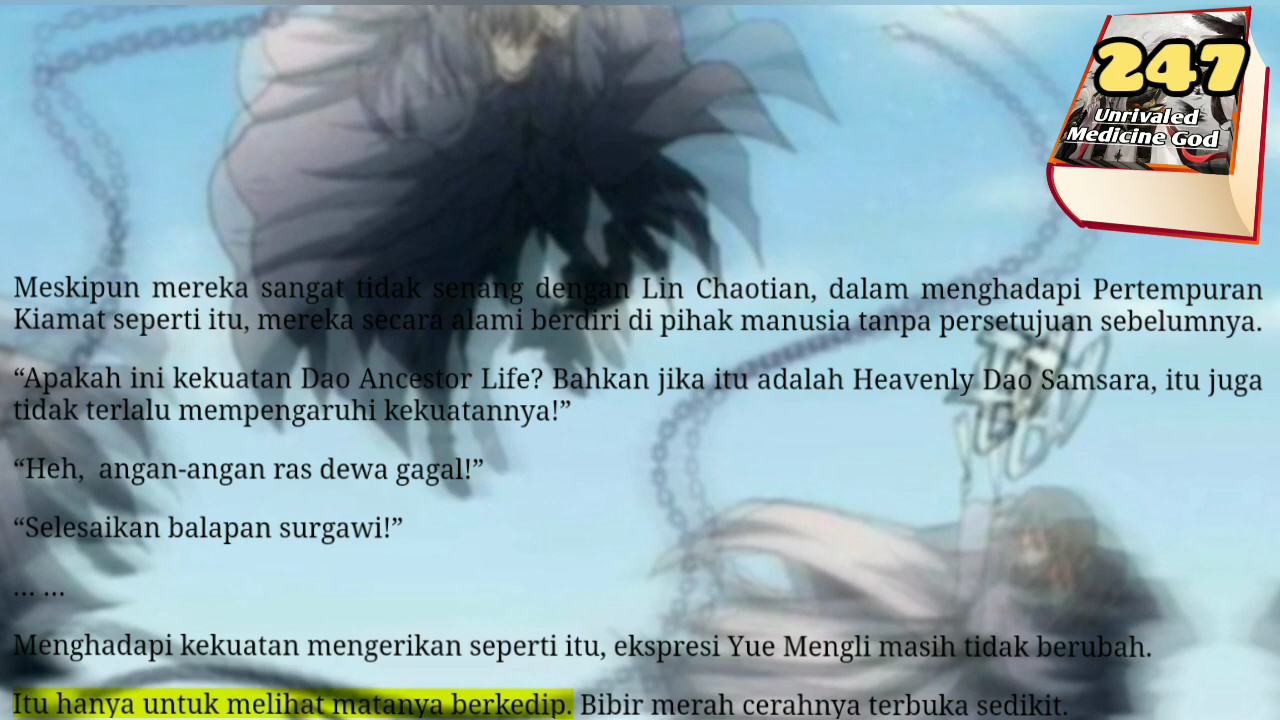 247
Unrivaled
Medicine God
Meskipun mereka sangat tidak senang dengan Lin Chaotian, dalam menghadapi Pertempuran
Kiamat seperti itu, mereka secara alami berdiri di pihak manusia tanpa persetujuan sebelumnya.
“Apakah ini kekuatan Dao Ancestor Life? Bahkan jika itu adalah Heavenly Dao Samsara, itu juga
tidak terlalu mempengaruhi kekuatannya!”
“Heh,  angan-angan ras dewa gagal!”
“Selesaikan balapan surgawi!”
... ...
Menghadapi kekuatan mengerikan seperti itu, ekspresi Yue Mengli masih tidak berubah.
Itu hanya untuk melihat matanya berkedip. Bibir merah cerahnya terbuka sedikit.